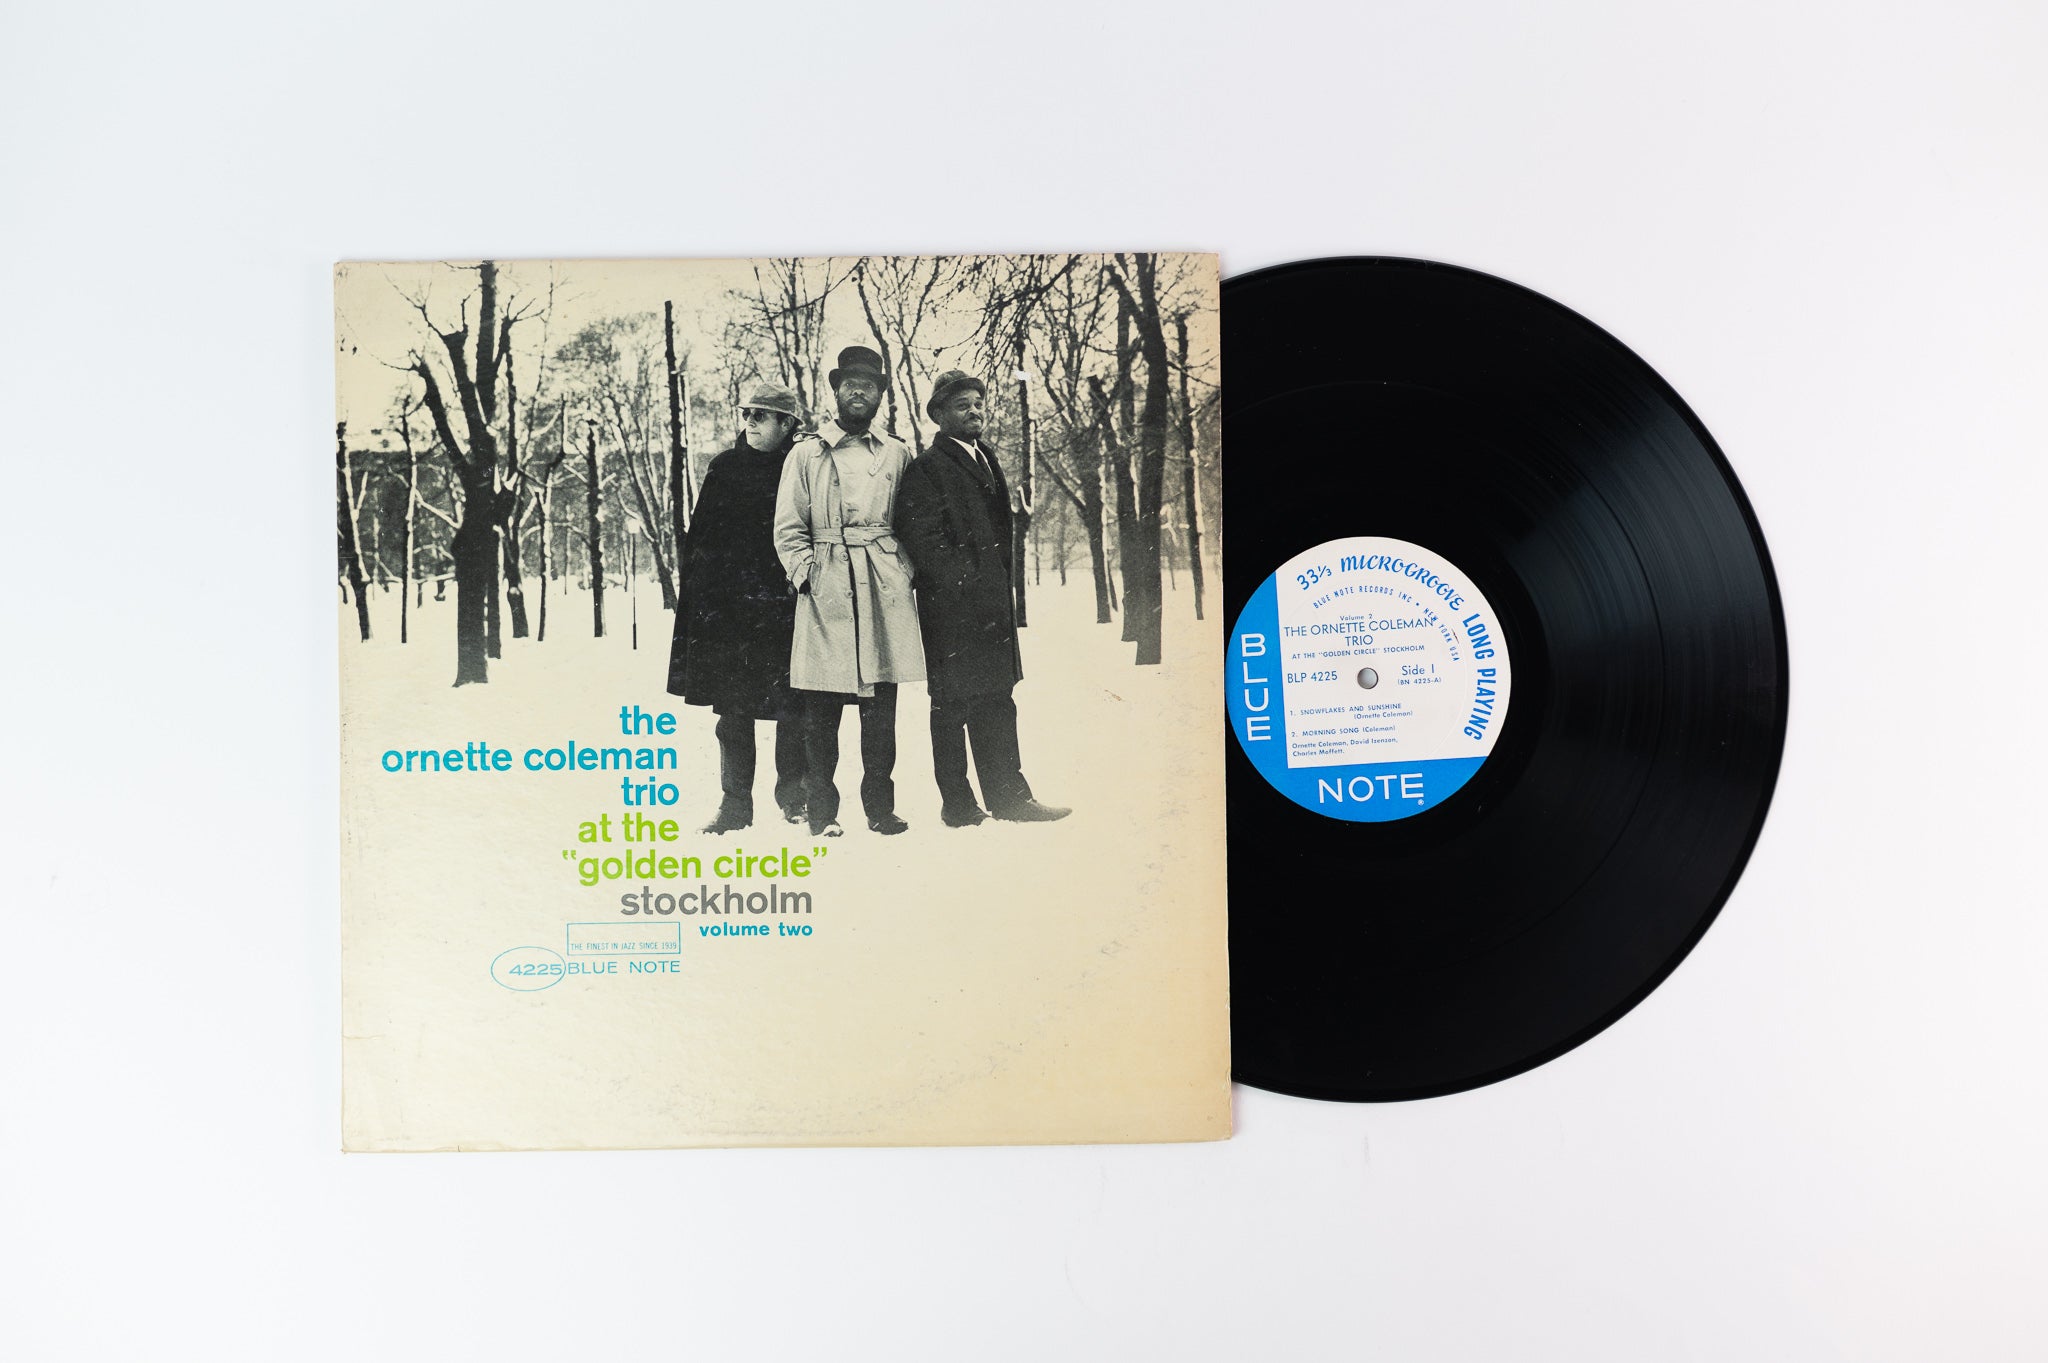 the
ornette coleman
trio
at the
"golden circle"
stockholm
volume two
THE FINEST IN JAZZ SINCE 1939
4225 BLUE NOTE
33⅓ MICROGROOVE LONG PLAYING
BLUE NOTE RECORDS INC • NEW YORK USA
Volume 2
THE ORNETTE COLEMAN
TRIO
AT THE "GOLDEN CIRCLE" STOCKHOLM
BLP 4225
Side 1
(BN 4225-A)
1. SNOWFLAKES AND SUNSHINE
(Ornette Coleman)
2. MORNING SONG (Coleman)
Ornette Coleman, David Izenzon,
Charles Moffett.
BLUE
NOTE
®